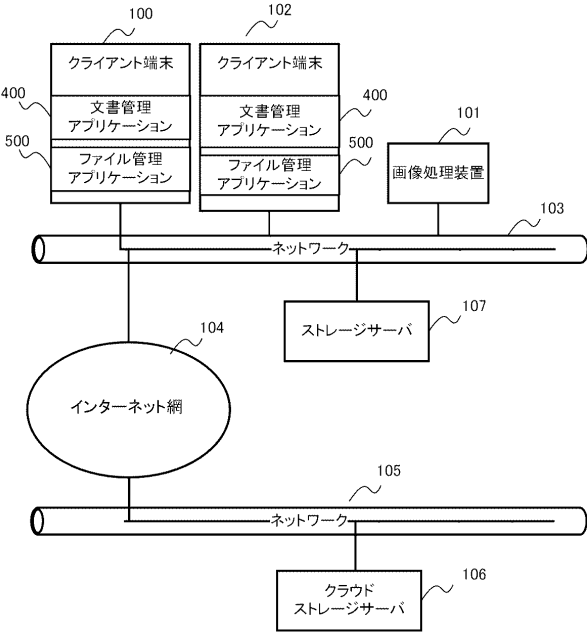 100
102
クライアント端末
クライアント端末
400
文書管理
アプリケーション
文書管理
アプリケーション
400
500
ファイル管理
アプリケーション
ファイル管理
アプリケーション
500
101
画像処理装置
103
ネットワーク
107
ストレージサーバ
104
インターネット網
105
ネットワーク
106
クラウド
ストレージサーバ